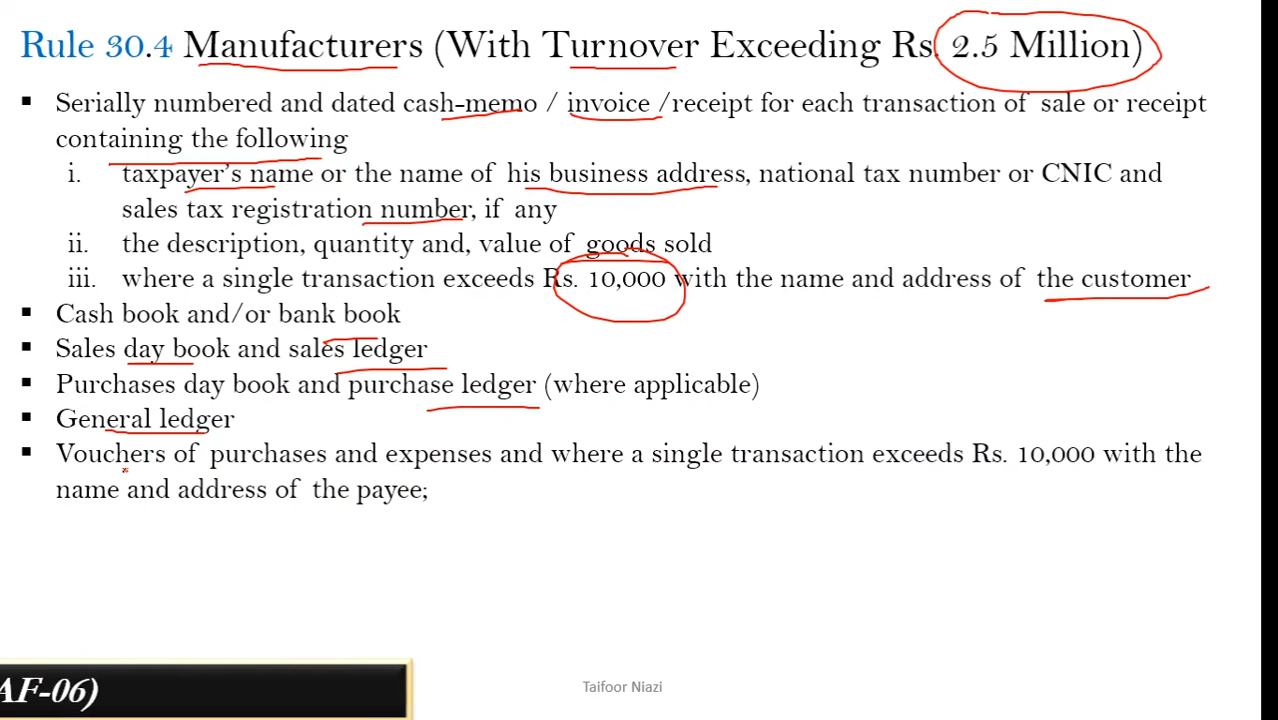 Rule 30.4 Manufacturers (With Turnover Exceeding Rs. 2.5 Million)
▪ Serially numbered and dated cash-memo / invoice /receipt for each transaction of sale or receipt
containing the following
i. taxpayer's name or the name of his business address, national tax number or CNIC and
sales tax registration number, if any
ii. the description, quantity and, value of goods sold
iii. where a single transaction exceeds Rs. 10,000 with the name and address of the customer
▪ Cash book and/or bank book
▪ Sales day book and sales ledger
▪ Purchases day book and purchase ledger (where applicable)
▪ General ledger
▪ Vouchers of purchases and expenses and where a single transaction exceeds Rs. 10,000 with the
name and address of the payee;
AF-06)
Taifoor Niazi